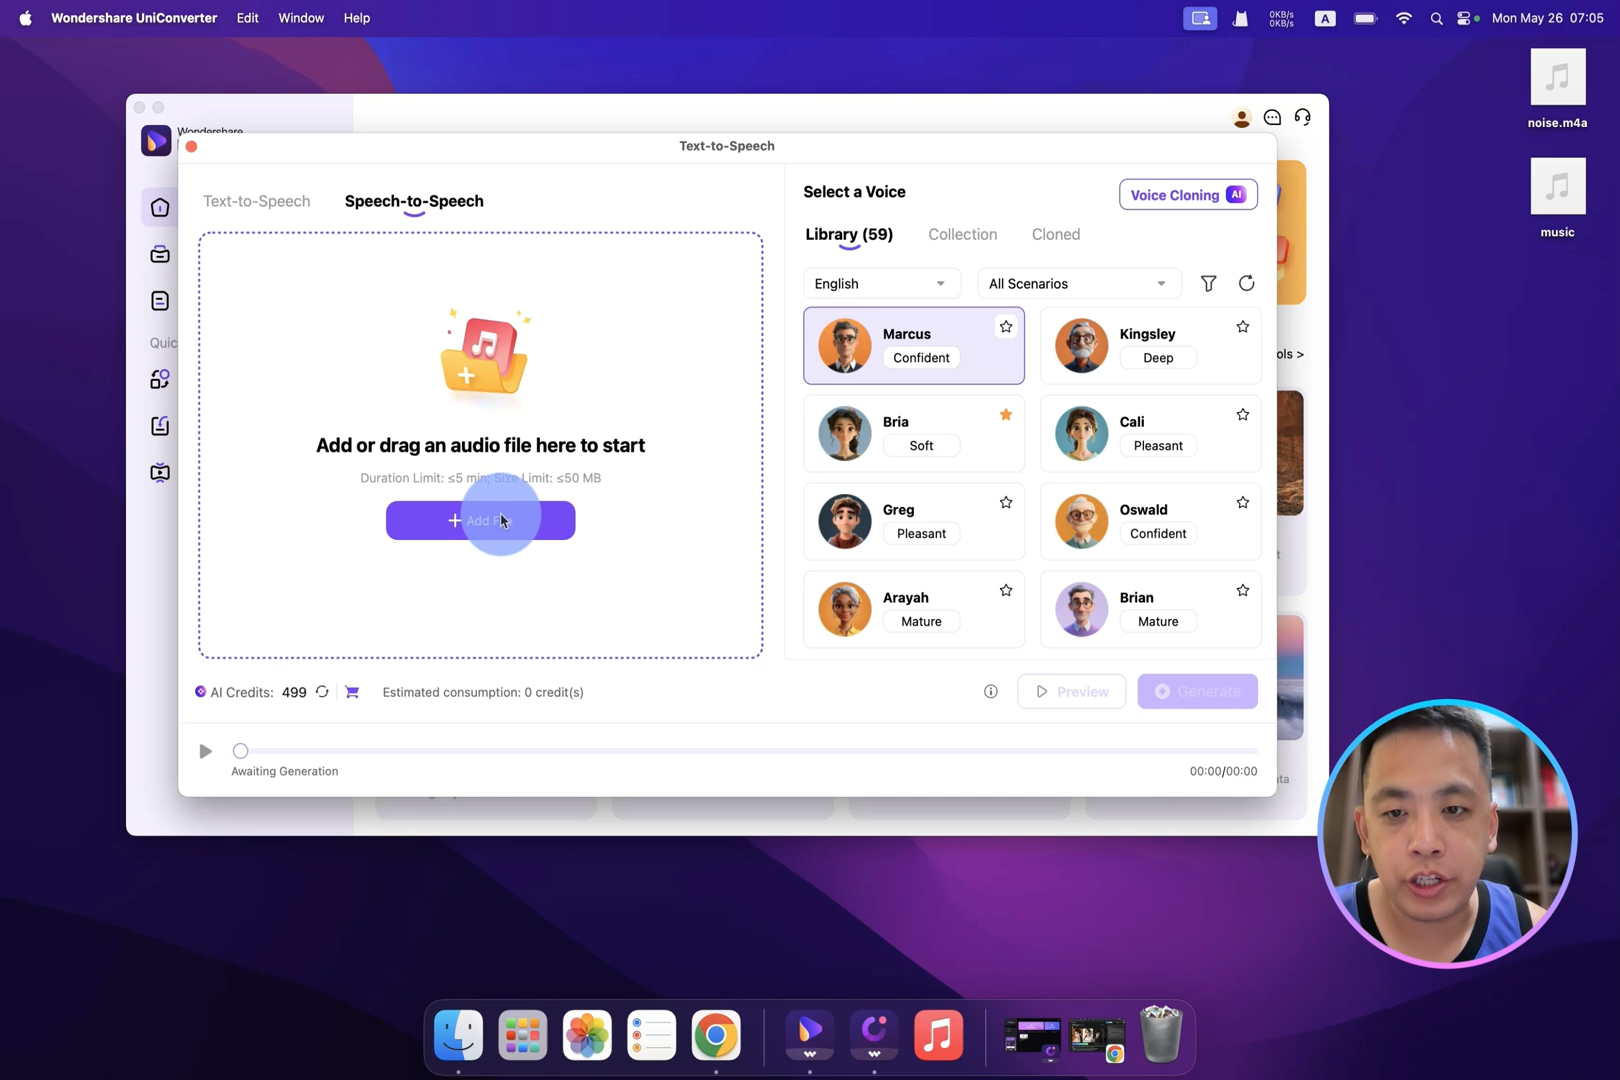 Wondershare UniConverter Edit Window Help
0KB/s
0KB/s
A
Mon May 26 07:05
noise.m4a
music
Wondershare
Text-to-Speech
Text-to-Speech Speech-to-Speech
Select a Voice
Voice Cloning AI
Library (59) Collection Cloned
English
All Scenarios
Marcus
Confident
Kingsley
Deep
Bria
Soft
Cali
Pleasant
Greg
Pleasant
Oswald
Confident
Arayah
Mature
Brian
Mature
Add or drag an audio file here to start
Duration Limit: ≤5 min; Size Limit: ≤50 MB
Add
Quic
ols >
AI Credits: 499
Estimated consumption: 0 credit(s)
Preview
Generate
Awaiting Generation
00:00/00:00